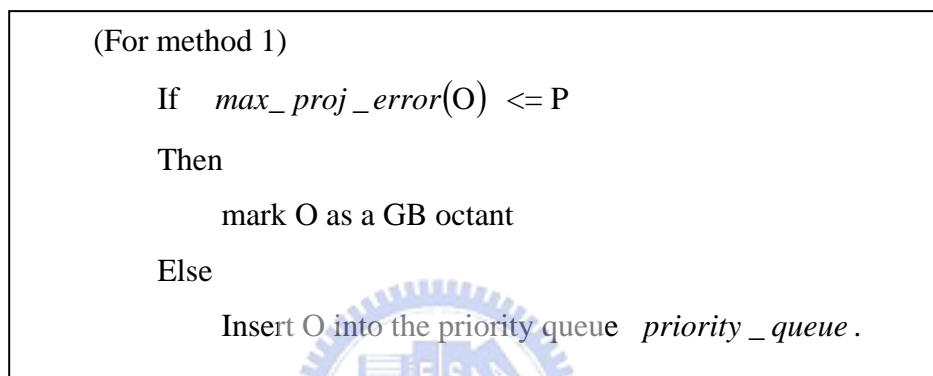 (For method 1)
If max_proj_error(O) <= P
Then
mark O as a GB octant
Else
Insert O into the priority queue priority_queue.